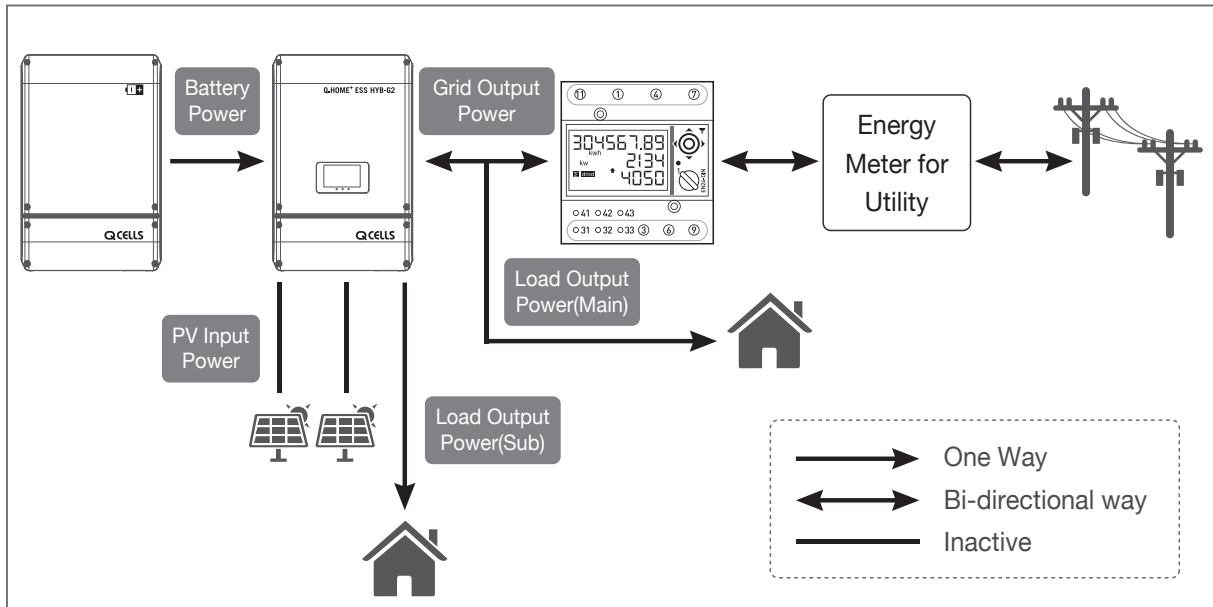 Battery
Power
Q.HOME+ ESS HYB-G2
Grid Output
Power
11 1 4 7
304567.89
kWh
kW 2134
4050
41 42 43
31 32 33 3 6 9
Energy
Meter for
Utility
QCELLS
QCELLS
Load Output
Power(Main)
PV Input
Power
Load Output
Power(Sub)
One Way
Bi-directional way
Inactive